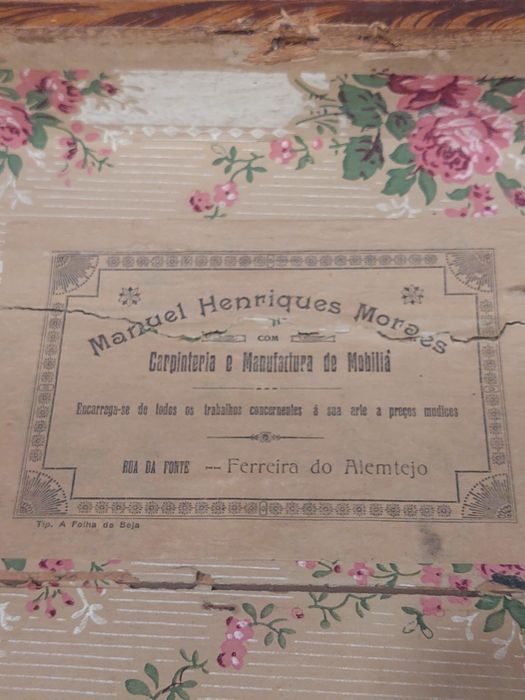 Manuel Henriques Moraes
COM
Carpinteria e Manufactura de Mobiliá
Encarrega-se de todos os trabalhos concernentes á sua arte a preços modicos
RUA DA FONTE -- Ferreira do Alemtejo
Tip. A Folha de Beja